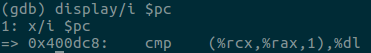 (gdb) display/i $pc
1: x/i $pc
=> 0x400dc8:    cmp    (%rcx,%rax,1),%dl